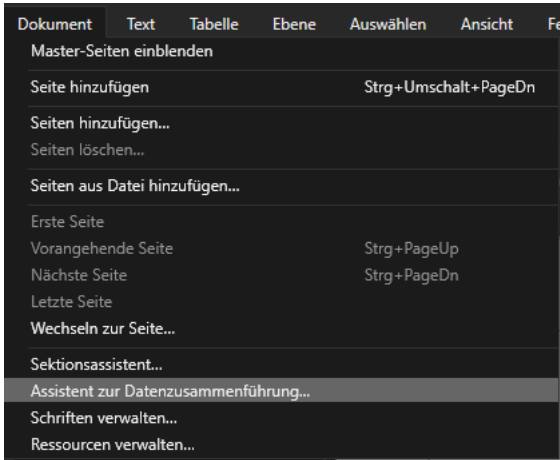 Dokument Text Tabelle Ebene Auswählen Ansicht
Master-Seiten einblenden
Seite hinzufügen Strg+Umschalt+PageDn
Seiten hinzufügen...
Seiten löschen...
Seiten aus Datei hinzufügen...
Erste Seite
Vorangehende Seite Strg+PageUp
Nächste Seite Strg+PageDn
Letzte Seite
Wechseln zur Seite...
Sektionsassistent...
Assistent zur Datenzusammenführung...
Schriften verwalten...
Ressourcen verwalten...